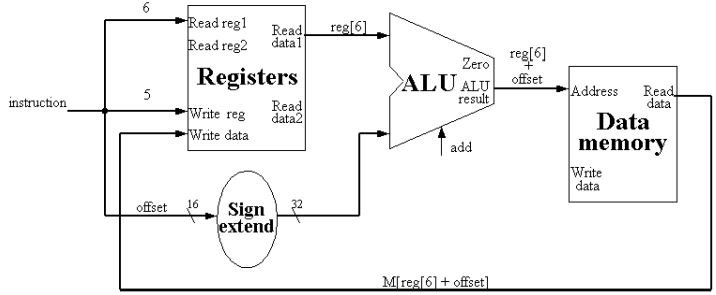 6
reg[6]
reg[6]
+
offset
Read reg1
Read reg2
Read
data1
Registers
Zero
ALU
ALU
result
instruction
5
Write reg
Write data
Read
data2
Address
Read
data
Data
memory
Write
data
add
offset
16
Sign
extend
32
M[reg[6] + offset]